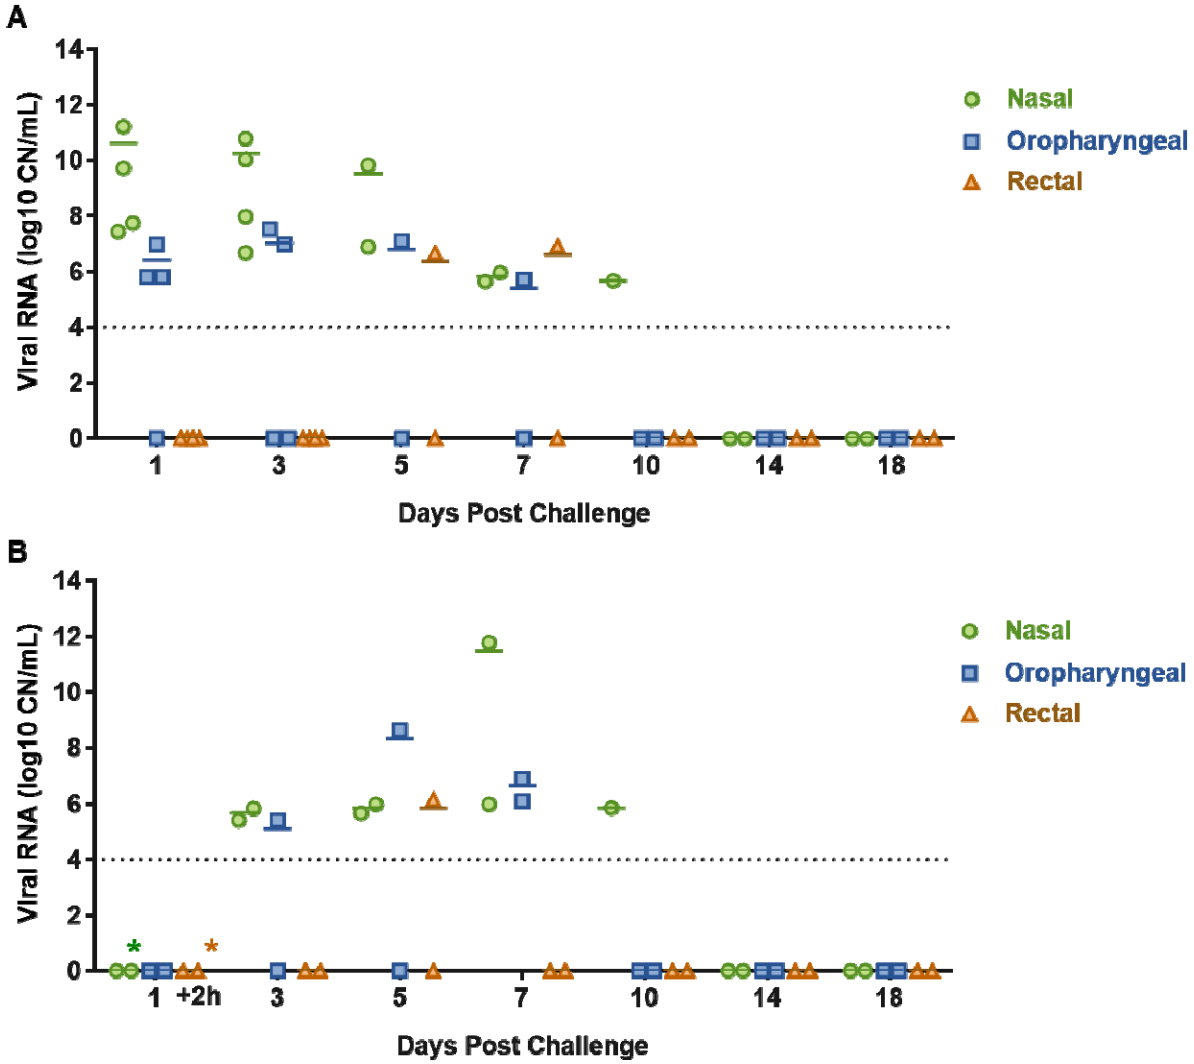 A
14
12
10
8
6
4
2
0
Viral RNA (log10 CN/mL)
Nasal
Oropharyngeal
Rectal
1 3 5 7 10 14 18
Days Post Challenge
B
14
12
10
8
6
4
2
0
Viral RNA (log10 CN/mL)
Nasal
Oropharyngeal
Rectal
* *
1 +2h 3 5 7 10 14 18
Days Post Challenge